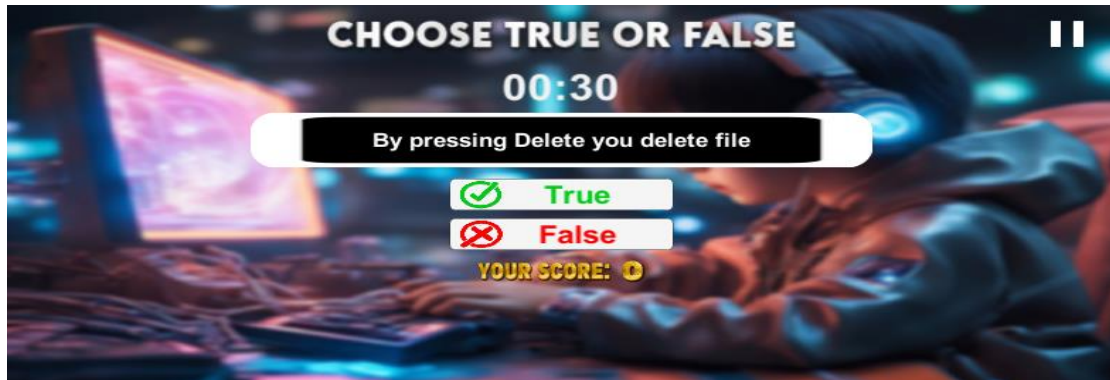 CHOOSE TRUE OR FALSE
00:30
By pressing Delete you delete file
True
False
YOUR SCORE: 0